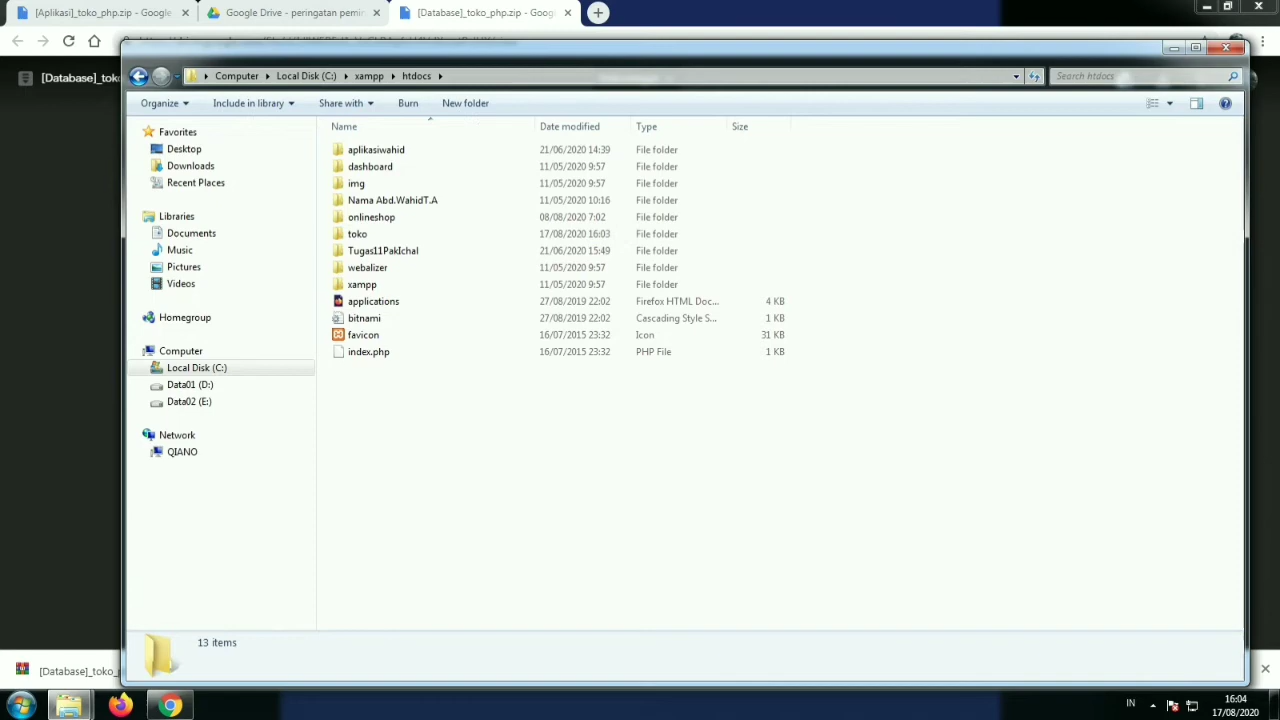 [Aplikasi]_toko_php.zip - Google
Google Drive - peringatan pemin
[Database]_toko_php.zip - Goog
[Database]_toko
Computer
Local Disk (C:)
xampp
htdocs
Search htdocs
Organize
Include in library
Share with
Burn
New folder
Favorites
Desktop
Downloads
Recent Places
Libraries
Documents
Music
Pictures
Videos
Homegroup
Computer
Local Disk (C:)
Data01 (D:)
Data02 (E:)
Network
QIANO
Name Date modified Type Size
aplikasiwahid 21/06/2020 14:39 File folder
dashboard 11/05/2020 9:57 File folder
img 11/05/2020 9:57 File folder
Nama Abd.WahidT.A 11/05/2020 10:16 File folder
onlineshop 08/08/2020 7:02 File folder
toko 17/08/2020 16:03 File folder
Tugas11PakIchal 21/06/2020 15:49 File folder
webalizer 11/05/2020 9:57 File folder
xampp 11/05/2020 9:57 File folder
applications 27/08/2019 22:02 Firefox HTML Doc... 4 KB
bitnami 27/08/2019 22:02 Cascading Style S... 1 KB
favicon 16/07/2015 23:32 Icon 31 KB
index.php 16/07/2015 23:32 PHP File 1 KB
13 items
[Database]_toko_p
IN
16:04
17/08/2020